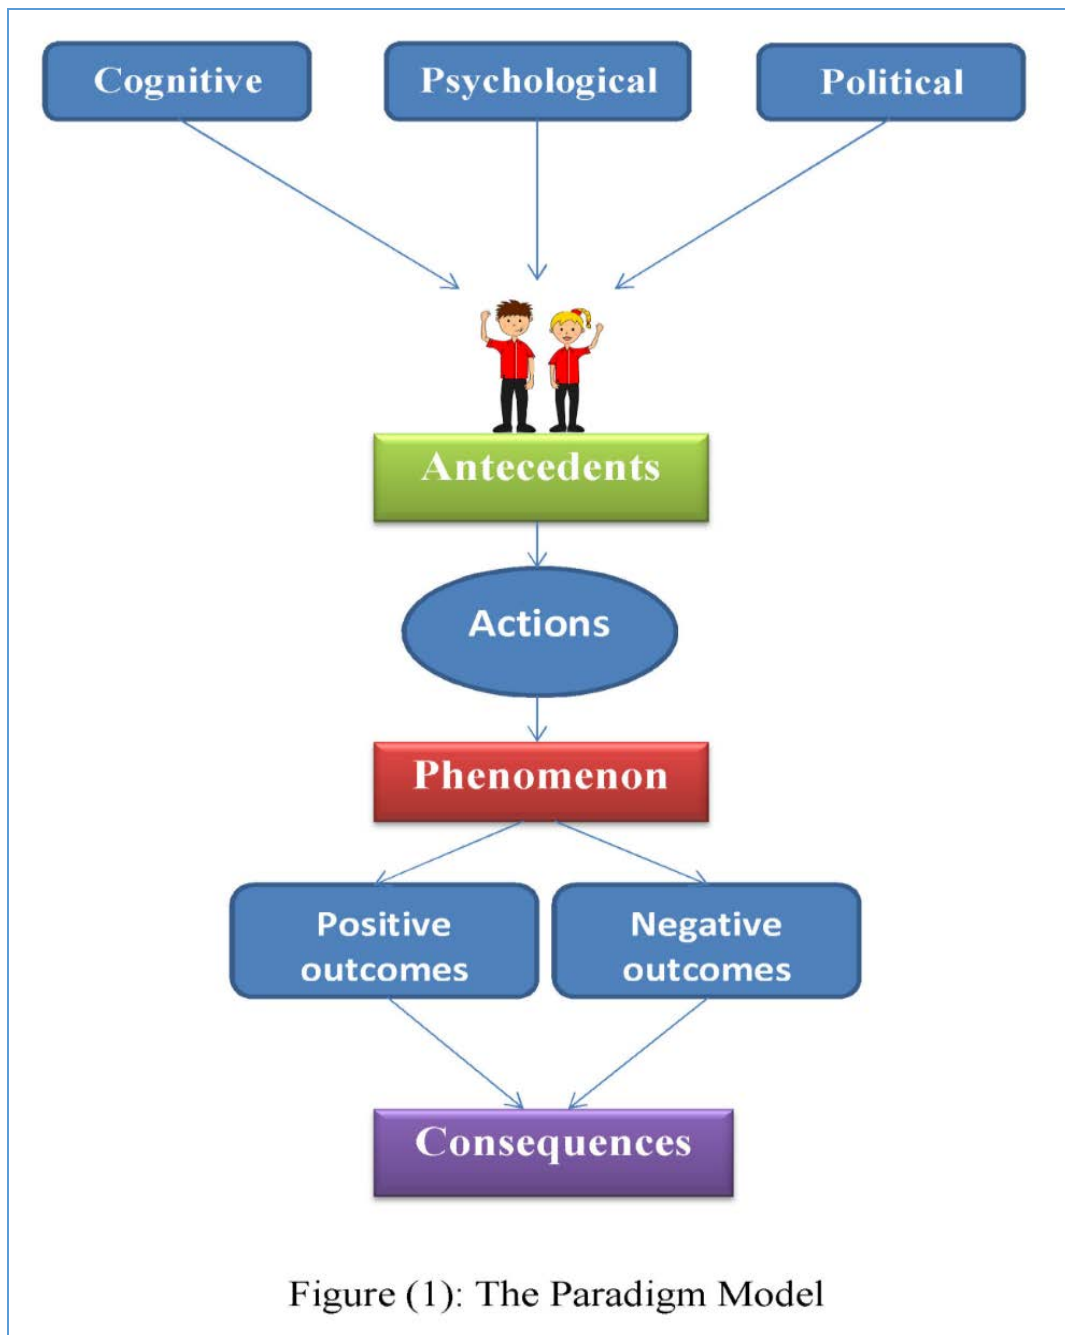 Cognitive
Psychological
Political
Antecedents
Actions
Phenomenon
Positive
outcomes
Negative
outcomes
Consequences
Figure (1): The Paradigm Model